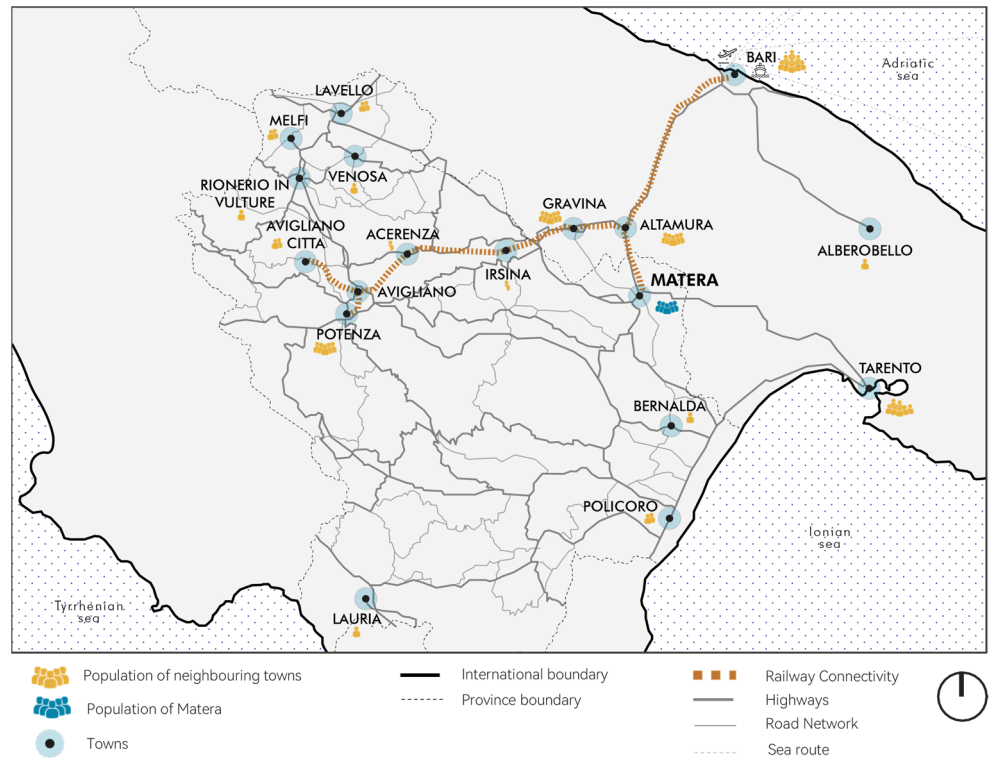 BARI
Adriatic
sea
LAVELLO
MELFI
VENOSA
RIONERIO IN
VULTURE
GRAVINA
AVIGLIANO
CITTA
ACERENZA
ALTAMURA
ALBEROBELLO
IRSINA
MATERA
AVIGLIANO
POTENZA
TARENTO
BERNALDA
POLICORO
Ionian
sea
Tyrrhenian
sea
LAURIA
Population of neighbouring towns
Population of Matera
Towns
International boundary
Province boundary
Railway Connectivity
Highways
Road Network
Sea route